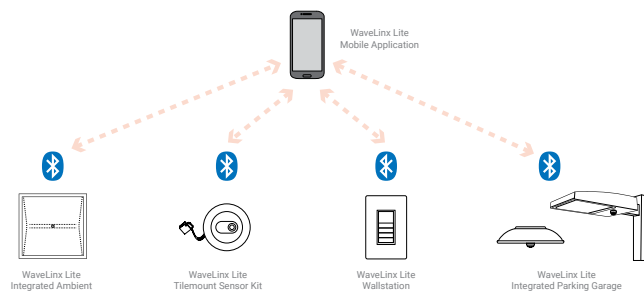 WaveLinx Lite
Mobile Application
WaveLinx Lite
Integrated Ambient
WaveLinx Lite
Tilemount Sensor Kit
WaveLinx Lite
Wallstation
WaveLinx Lite
Integrated Parking Garage